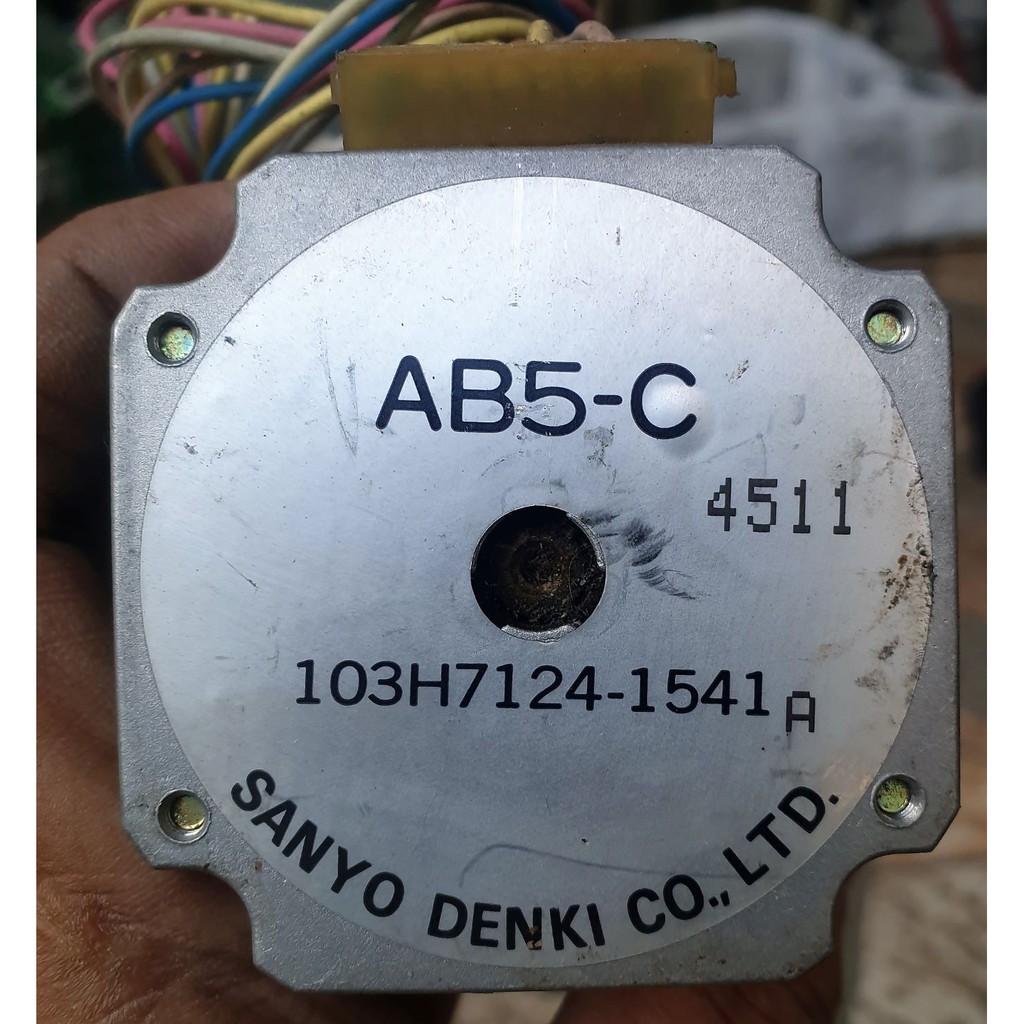 AB5-C
4511
103H7124-1541 A
SANYO DENKI CO., LTD.